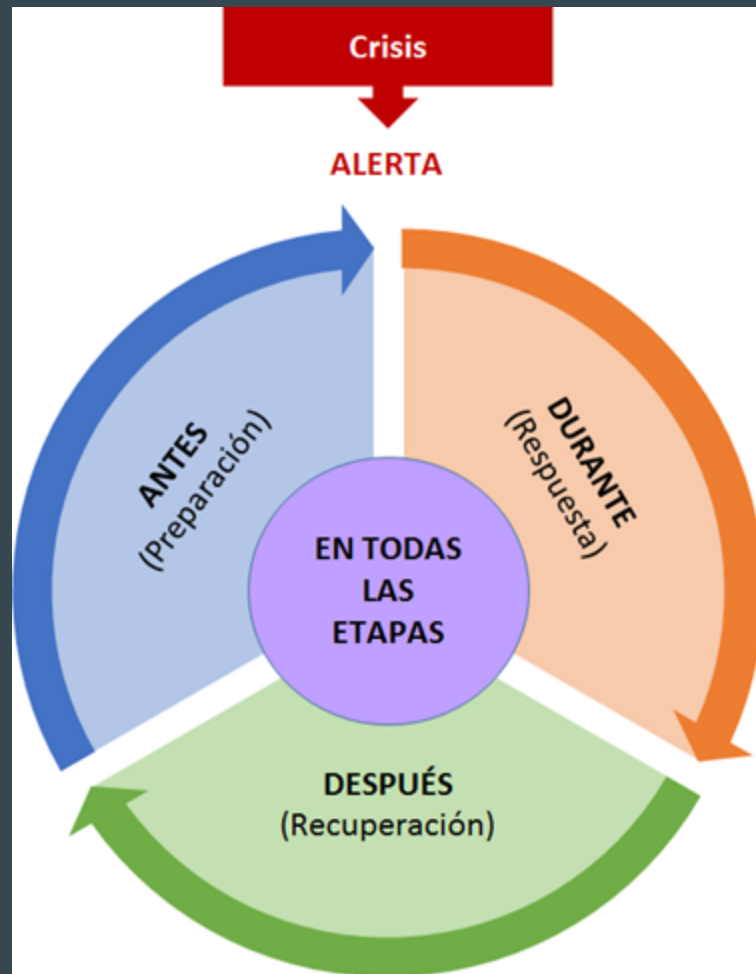 Crisis
ALERTA
ANTES
(Preparación)
DURANTE
(Respuesta)
EN TODAS
LAS
ETAPAS
DESPUÉS
(Recuperación)